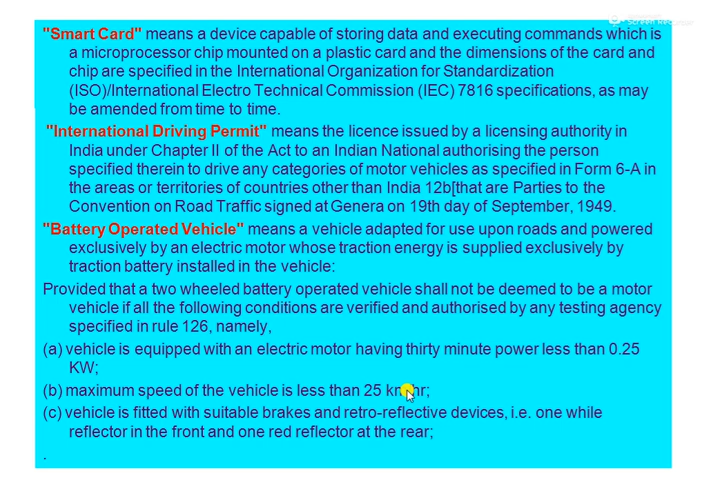 Screen Recorder
"Smart Card" means a device capable of storing data and executing commands which is
a microprocessor chip mounted on a plastic card and the dimensions of the card and
chip are specified in the International Organization for Standardization
(ISO)/International Electro Technical Commission (IEC) 7816 specifications, as may
be amended from time to time.
"International Driving Permit" means the licence issued by a licensing authority in
India under Chapter II of the Act to an Indian National authorising the person
specified therein to drive any categories of motor vehicles as specified in Form 6-A in
the areas or territories of countries other than India 12b[that are Parties to the
Convention on Road Traffic signed at Genera on 19th day of September, 1949.
"Battery Operated Vehicle" means a vehicle adapted for use upon roads and powered
exclusively by an electric motor whose traction energy is supplied exclusively by
traction battery installed in the vehicle:
Provided that a two wheeled battery operated vehicle shall not be deemed to be a motor
vehicle if all the following conditions are verified and authorised by any testing agency
specified in rule 126, namely,
(a) vehicle is equipped with an electric motor having thirty minute power less than 0.25
KW;
(b) maximum speed of the vehicle is less than 25
(c) vehicle is fitted with suitable brakes and retro-reflective devices, i.e. one while
reflector in the front and one red reflector at the rear;
.